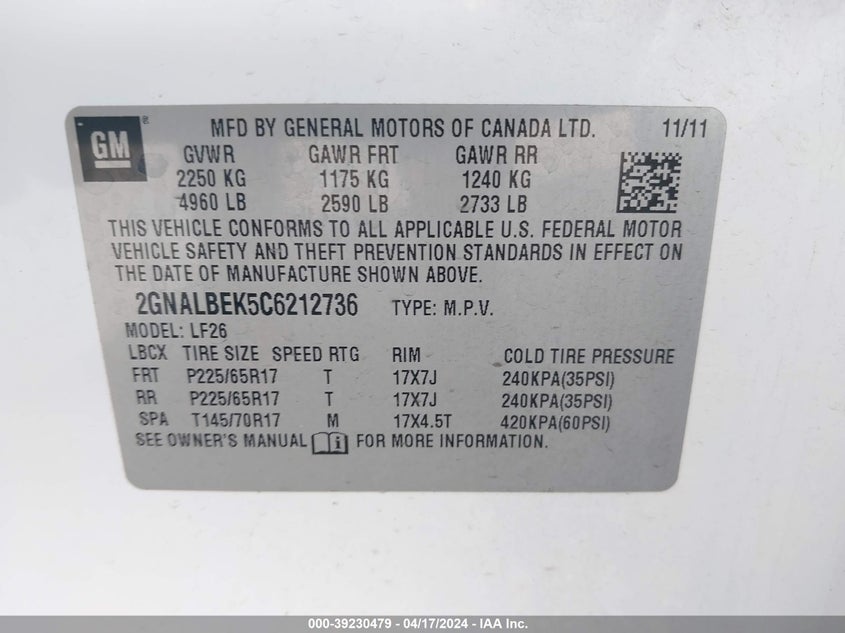 GM ® MFD BY GENERAL MOTORS OF CANADA LTD. 11/11
GVWR GAWR FRT GAWR RR
2250 KG 1175 KG 1240 KG
4960 LB 2590 LB 2733 LB
THIS VEHICLE CONFORMS TO ALL APPLICABLE U.S. FEDERAL MOTOR
VEHICLE SAFETY AND THEFT PREVENTION STANDARDS IN EFFECT ON
THE DATE OF MANUFACTURE SHOWN ABOVE.
2GNALBEK5C6212736 TYPE: M.P.V.
MODEL: LF26
LBCX TIRE SIZE SPEED RTG RIM COLD TIRE PRESSURE
FRT P225/65R17 T 17X7J 240KPA(35PSI)
RR P225/65R17 T 17X7J 240KPA(35PSI)
SPA T145/70R17 M 17X4.5T 420KPA(60PSI)
SEE OWNER'S MANUAL i FOR MORE INFORMATION.
000-39230479 - 04/17/2024 - IAA Inc.